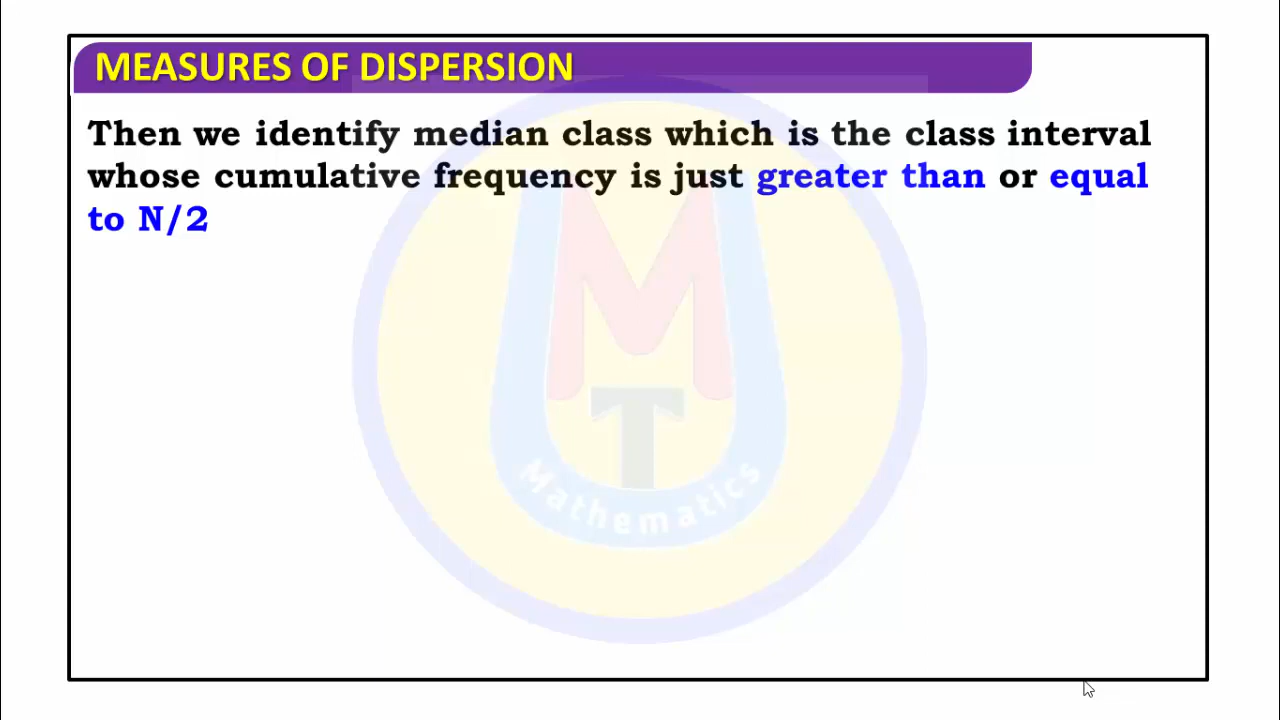 MEASURES OF DISPERSION
Then we identify median class which is the class interval
whose cumulative frequency is just greater than or equal
to N/2
M
T
Mathematics